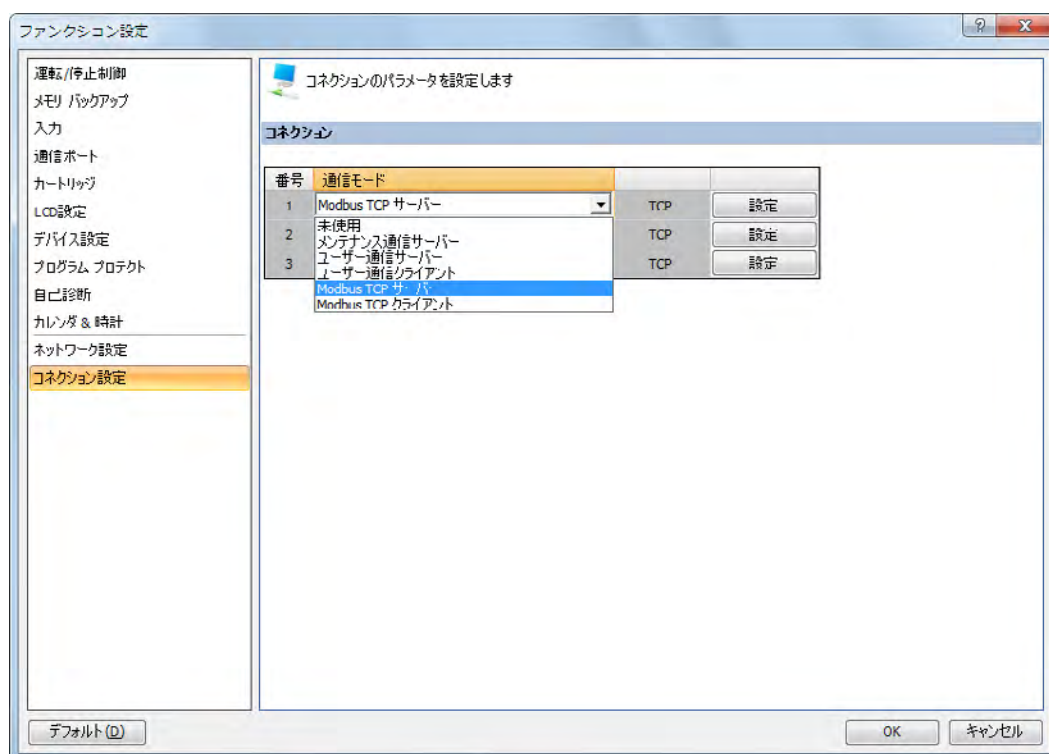 ファンクション設定
運転/停止制御
メモリ バックアップ
入力
通信ポート
カートリッジ
LCD設定
デバイス設定
プログラム プロテクト
自己診断
カレンダ & 時計
ネットワーク設定
コネクション設定
コネクションのパラメータを設定します
コネクション
番号 通信モード
1 Modbus TCP サーバー TCP 設定
2 TCP 設定
3 TCP 設定
未使用
メンテナンス通信サーバー
ユーザー通信サーバー
ユーザー通信クライアント
Modbus TCP サーバー
Modbus TCP クライアント
デフォルト(D)
OK キャンセル